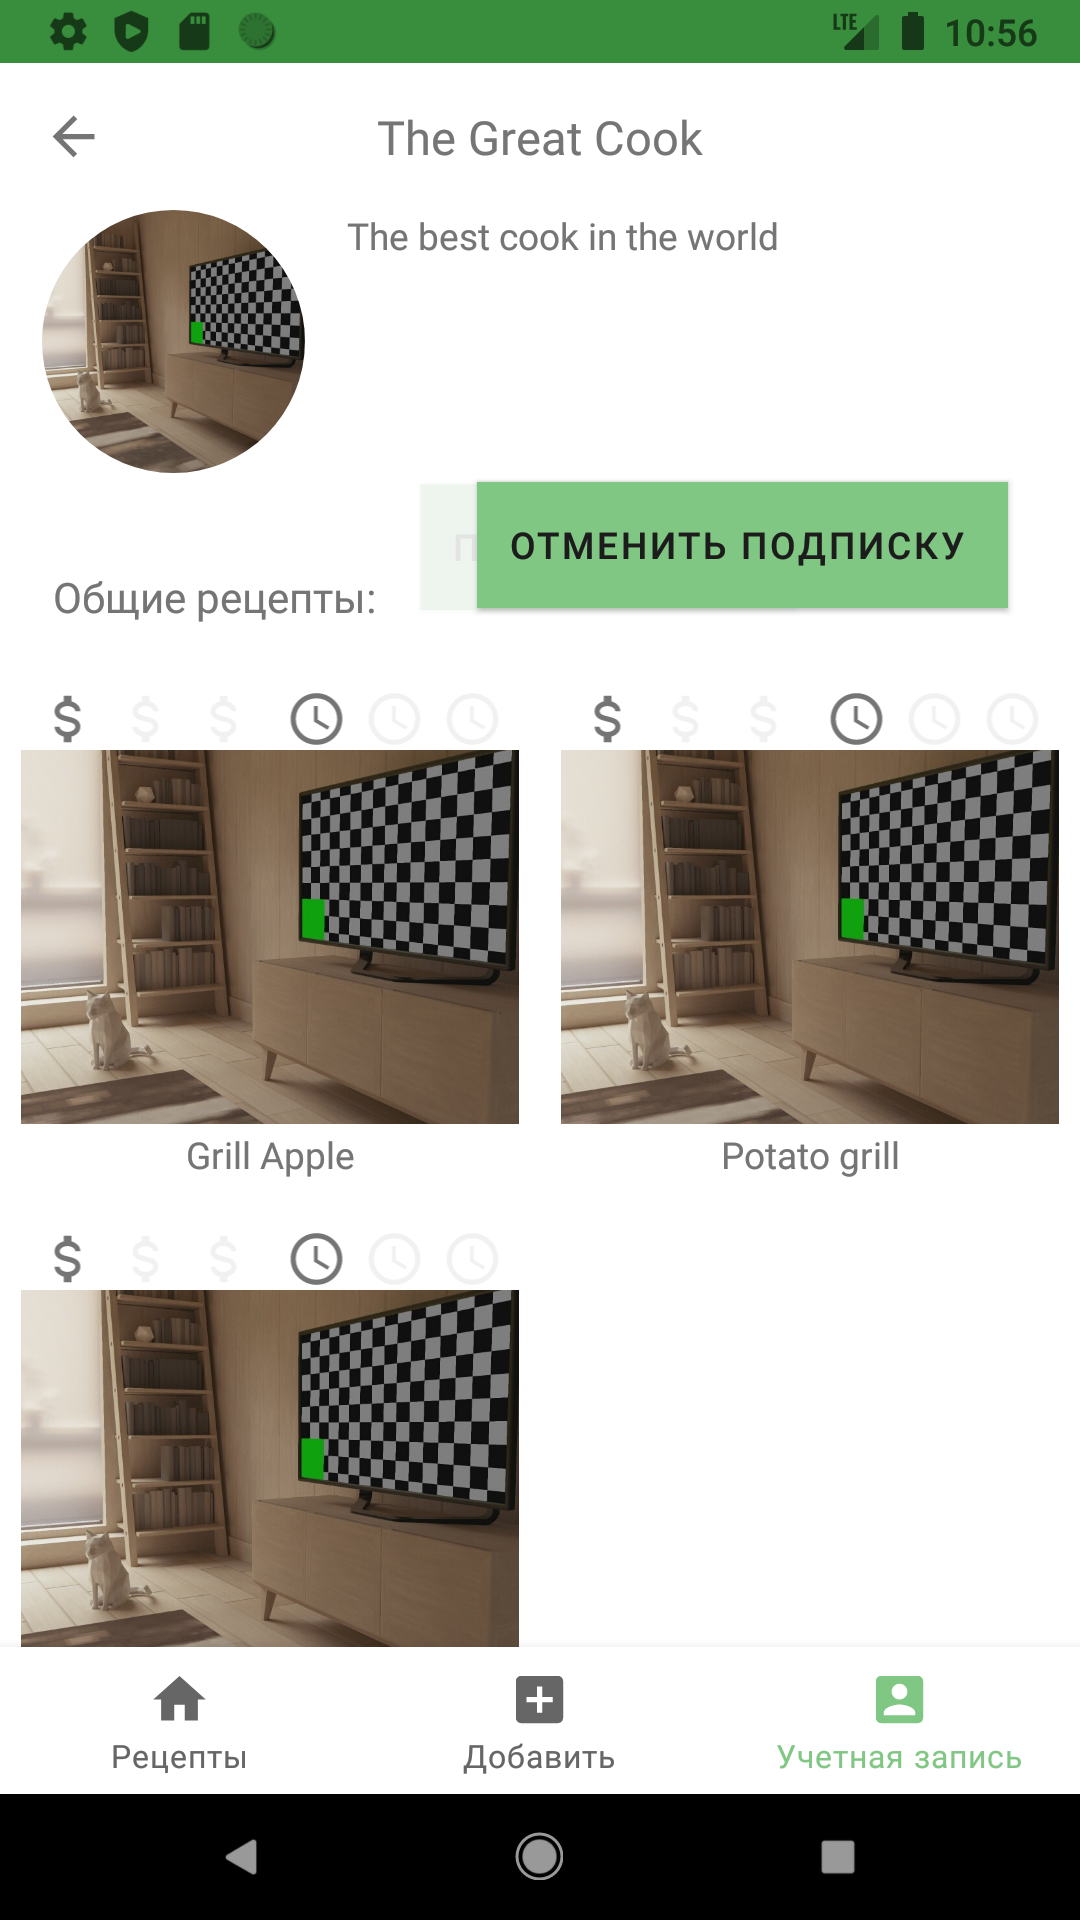 LTE 10:56
The Great Cook
The best cook in the world
ОТМЕНИТЬ ПОДПИСКУ
Общие рецепты:
Grill Apple
Potato grill
Рецепты
Добавить
Учетная запись